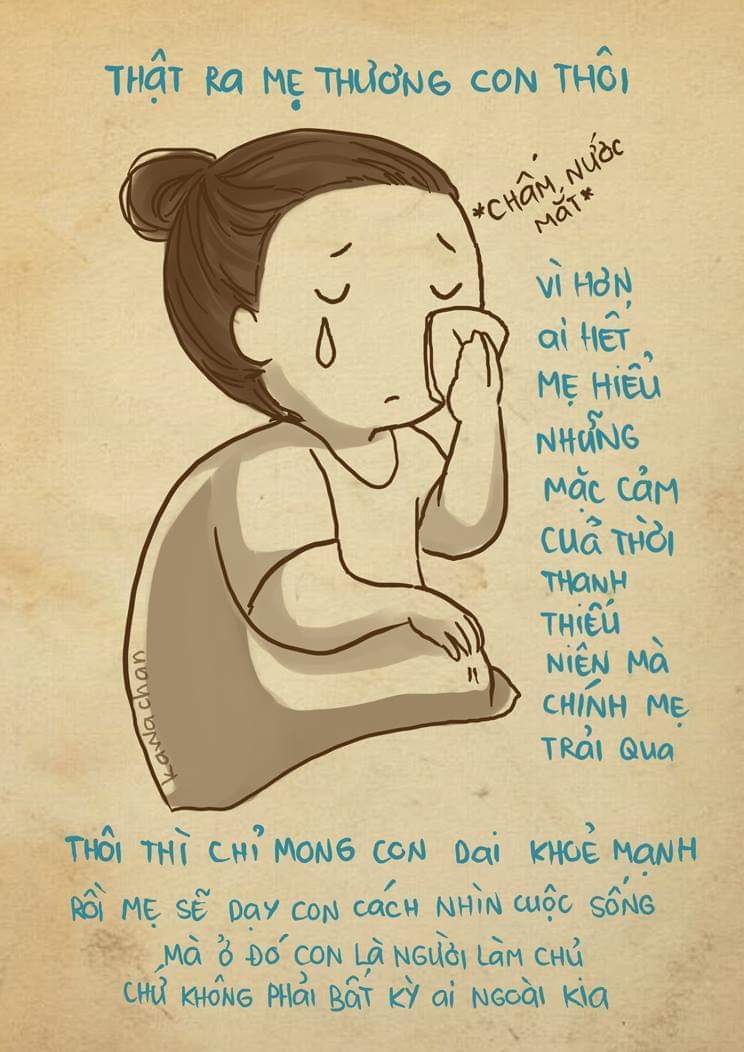 THẬT RA MẸ THƯƠNG CON THÔI
*CHẤM NƯỚC
MẮT*
VÌ HƠN
AI HẾT
MẸ HIỂU
NHỮNG
MẶC CẢM
CUẢ THỜI
THANH
THIẾU
NIÊN MÀ
CHÍNH MẸ
TRẢI QUA
kawachan
THÔI THÌ CHỈ MONG CON DAI KHOẺ MẠNH
RỒI MẸ SẼ DẠY CON CÁCH NHÌN CUỘC SỐNG
MÀ Ở ĐÓ CON LÀ NGƯỜI LÀM CHỦ
CHỨ KHÔNG PHẢI BẤT KỲ AI NGOÀI KIA